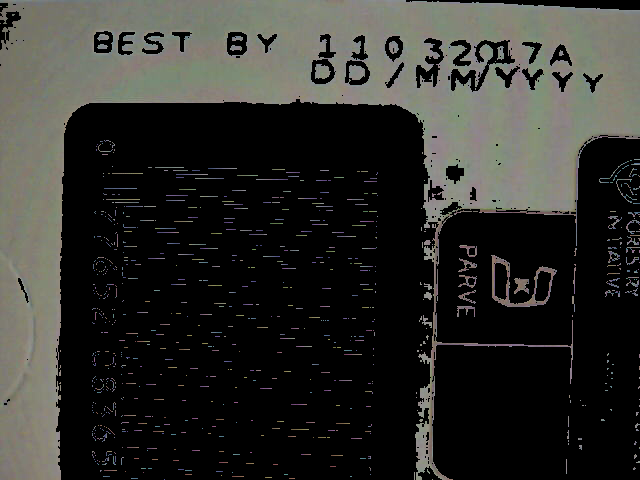 BEST BY 11032017A
DD/MM/YYYY
0 77652 08365
K
PARVE
FORESTRY
INITIATIVE